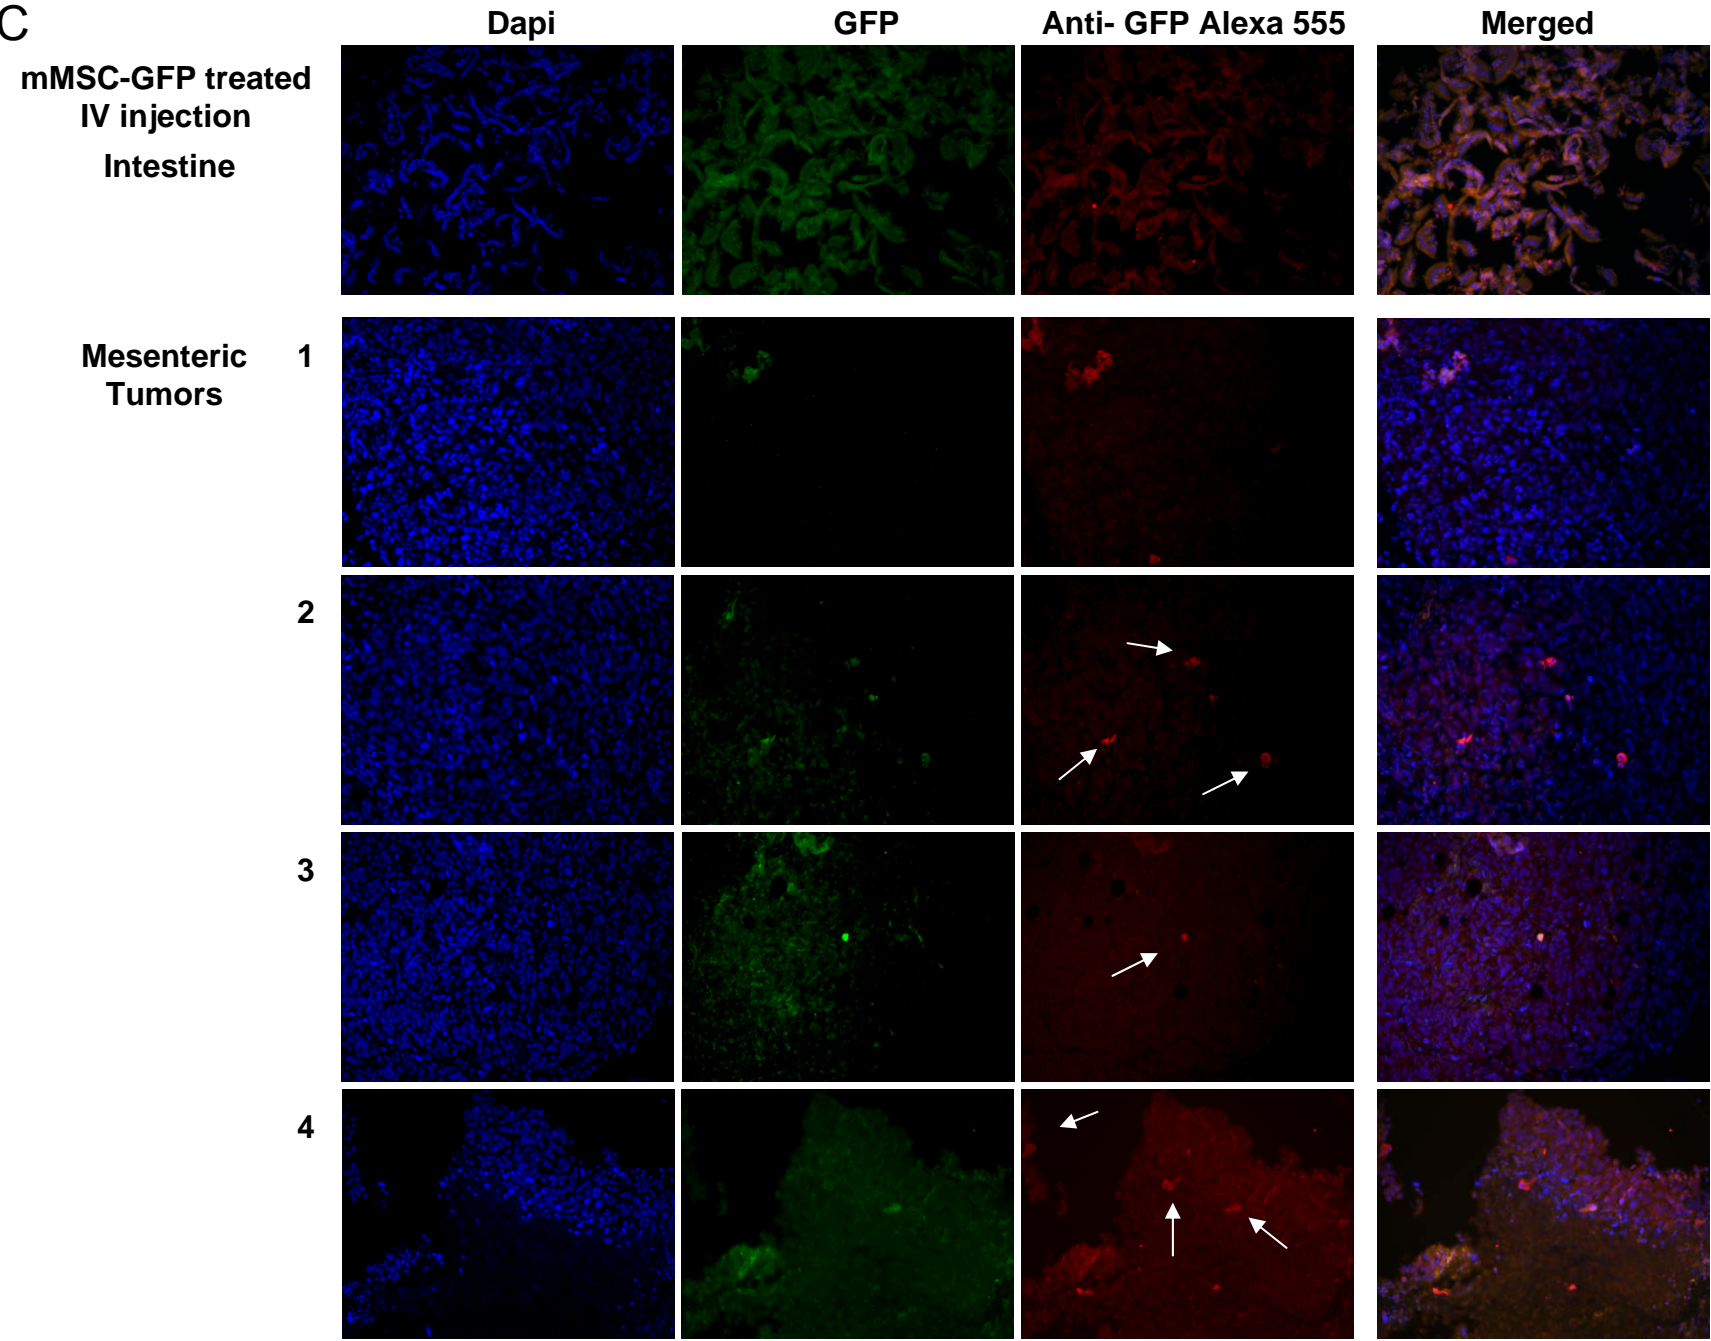 C
Dapi GFP Anti- GFP Alexa 555 Merged
mMSC-GFP treated
IV injection
Intestine
Mesenteric 1
Tumors
2
3
4